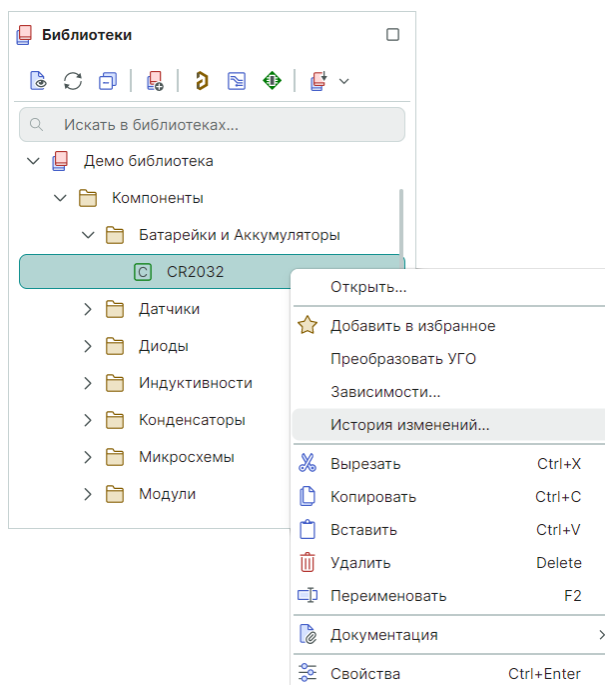 Библиотеки
Искать в библиотеках...
Демо библиотека
Компоненты
Батарейки и Аккумуляторы
C CR2032
Датчики
Диоды
Индуктивности
Конденсаторы
Микросхемы
Модули
Открыть...
Добавить в избранное
Преобразовать УГО
Зависимости...
История изменений...
Вырезать Ctrl+X
Копировать Ctrl+C
Вставить Ctrl+V
Удалить Delete
Переименовать F2
Документация
Свойства Ctrl+Enter